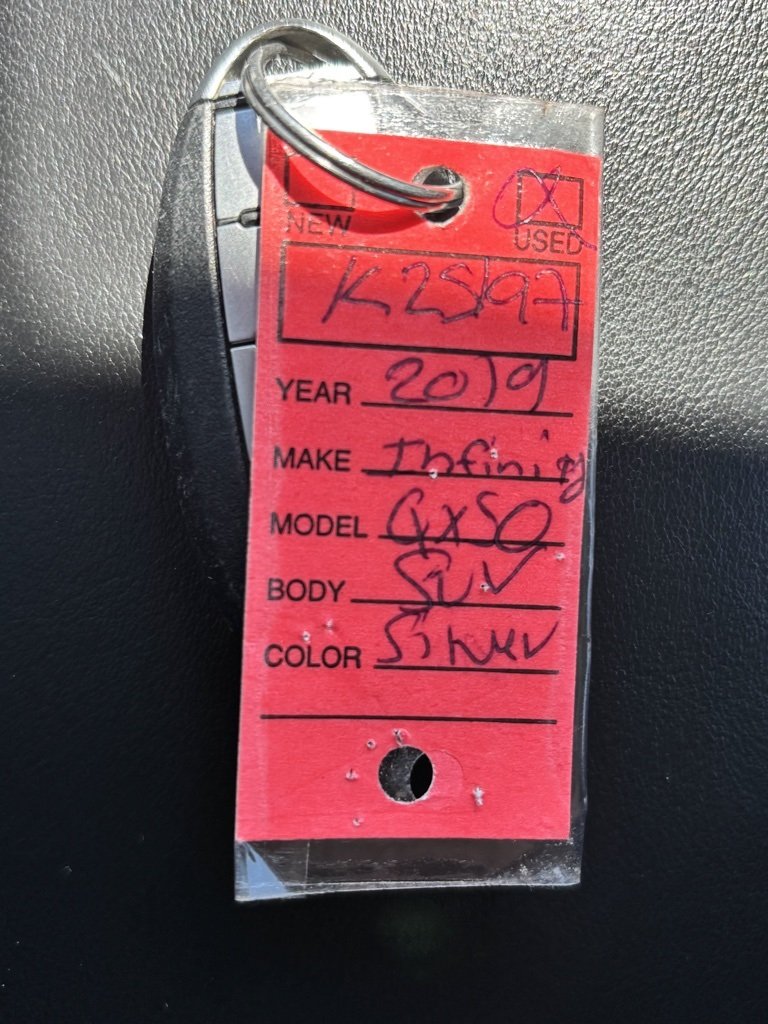 NEW USED
K25197
YEAR 2019
MAKE Infinity
MODEL QX50
BODY SUV
COLOR Silver